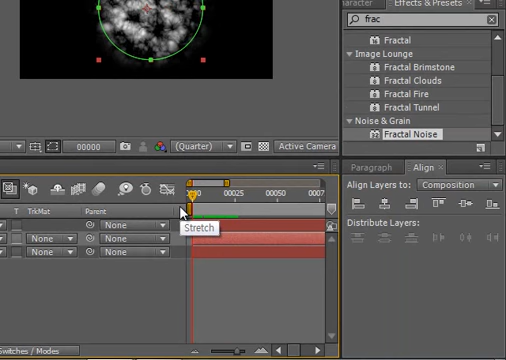 Effects & Presets
frac
Fractal
Image Lounge
Fractal Brimstone
Fractal Clouds
Fractal Fire
Fractal Tunnel
Noise & Grain
Fractal Noise
00000
(Quarter)
Active Camera
Paragraph
Align
Align Layers to:
Composition
Distribute Layers:
00025
00050
T
TrkMat
Parent
Stretch
None
None
None
None
None
Switches / Modes